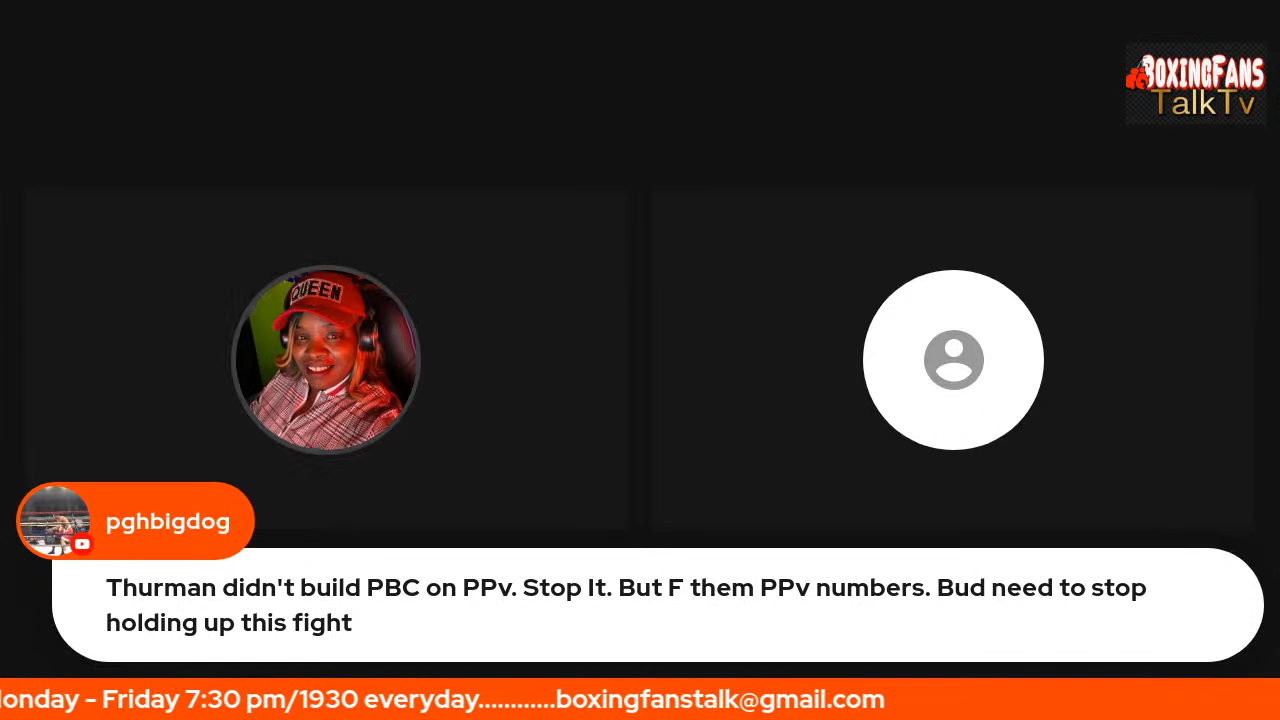 BOXINGFANS
TalkTv
QUEEN
pghbigdog
Thurman didn't build PBC on PPv. Stop It. But F them PPv numbers. Bud need to stop
holding up this fight
onday - Friday 7:30 pm/1930 everyday............boxingfanstalk@gmail.com